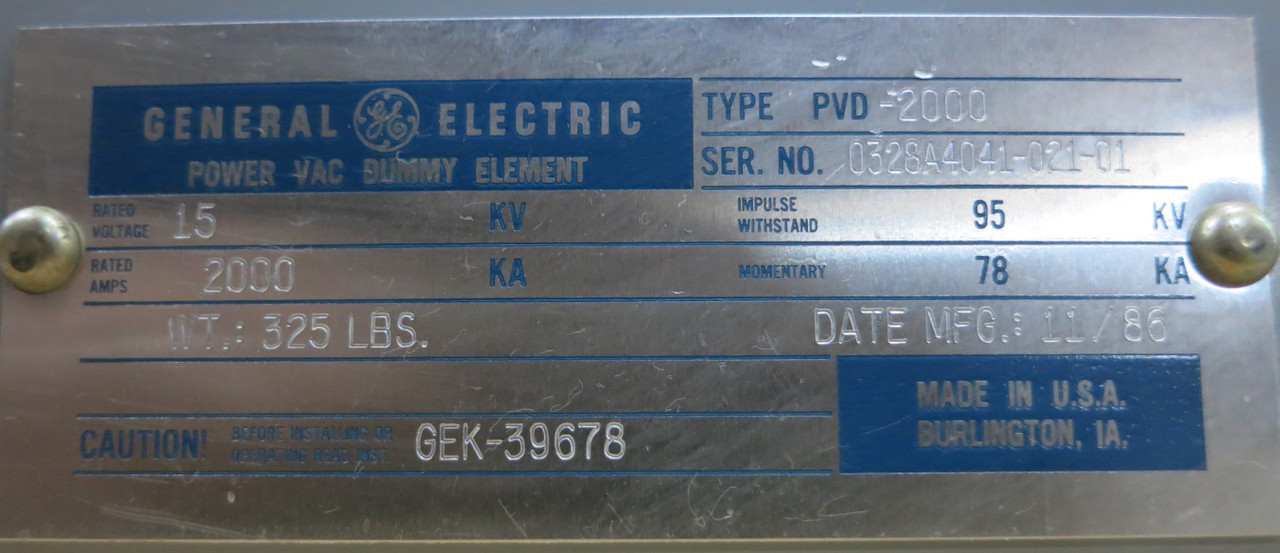 GENERAL GE ELECTRIC
POWER VAC DUMMY ELEMENT
TYPE PVD-2000
SER. NO. 0328A4041-021-01
RATED VOLTAGE 15 KV
IMPULSE WITHSTAND 95 KV
RATED AMPS 2000 KA
MOMENTARY 78 KA
WT.: 325 LBS.
DATE MFG.: 11/86
CAUTION! BEFORE INSTALLING OR OPERATING READ INST. GEK-39678
MADE IN U.S.A.
BURLINGTON, IA.